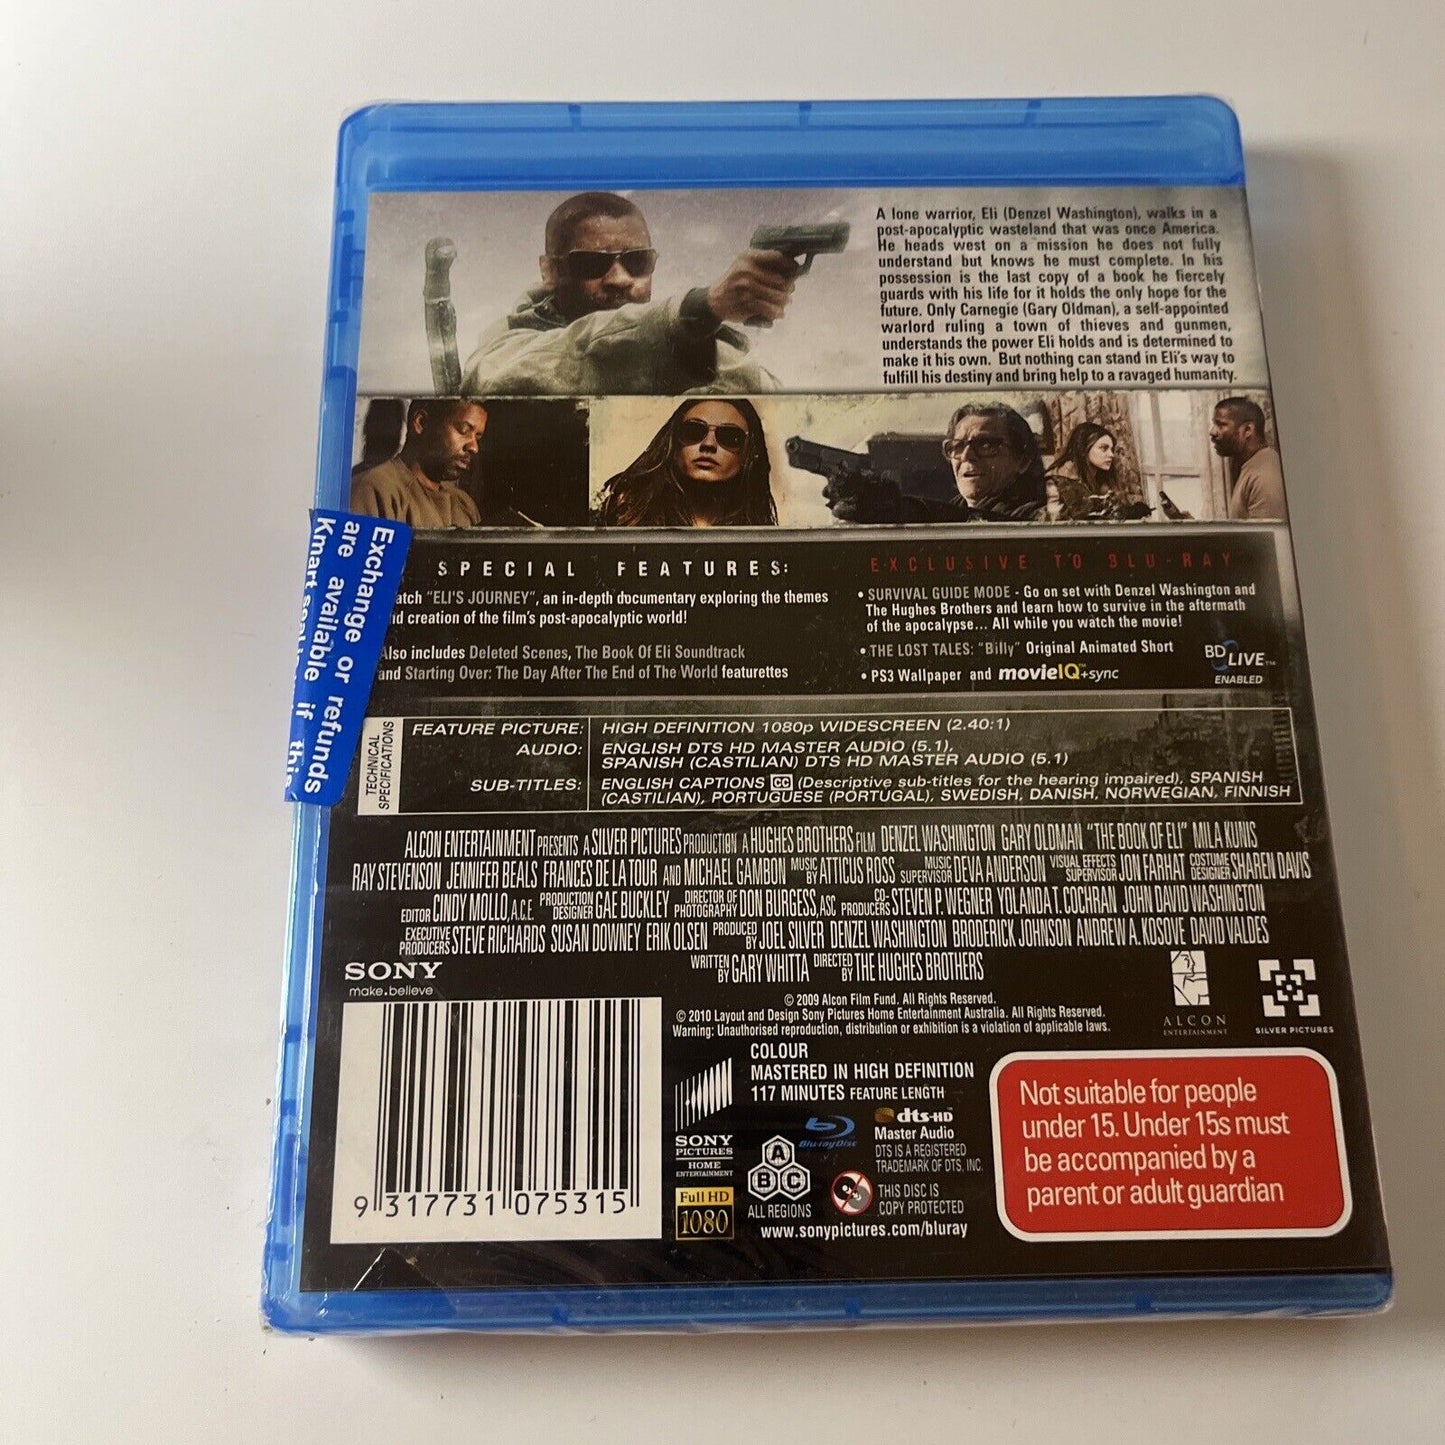 A lone warrior, Eli (Denzel Washington), walks in a
post-apocalyptic wasteland that was once America.
He heads west on a mission he does not fully
understand but knows he must complete. In his
possession is the last copy of a book he fiercely
guards with his life for it holds the only hope for the
future. Only Carnegie (Gary Oldman), a self-appointed
warlord ruling a town of thieves and gunmen,
understands the power Eli holds and is determined to
make it his own. But nothing can stand in Eli's way to
fulfill his destiny and bring help to a ravaged humanity.
Exchange or refunds
are available if this
Kmart seal
SPECIAL FEATURES:
atch "ELI'S JOURNEY", an in-depth documentary exploring the themes
d creation of the film's post-apocalyptic world!
Also includes Deleted Scenes, The Book Of Eli Soundtrack
and Starting Over: The Day After The End of The World featurettes
EXCLUSIVE TO BLU-RAY
• SURVIVAL GUIDE MODE - Go on set with Denzel Washington and
The Hughes Brothers and learn how to survive in the aftermath
of the apocalypse... All while you watch the movie!
• THE LOST TALES: "Billy" Original Animated Short
• PS3 Wallpaper and movieIQ™+sync
BD LIVE™
ENABLED
TECHNICAL
SPECIFICATIONS
FEATURE PICTURE: HIGH DEFINITION 1080p WIDESCREEN (2.40:1)
AUDIO: ENGLISH DTS HD MASTER AUDIO (5.1),
SPANISH (CASTILIAN) DTS HD MASTER AUDIO (5.1)
SUB-TITLES: ENGLISH CAPTIONS CC (Descriptive sub-titles for the hearing impaired), SPANISH
(CASTILIAN), PORTUGUESE (PORTUGAL), SWEDISH, DANISH, NORWEGIAN, FINNISH
ALCON ENTERTAINMENT PRESENTS A SILVER PICTURES PRODUCTION A HUGHES BROTHERS FILM DENZEL WASHINGTON GARY OLDMAN "THE BOOK OF ELI" MILA KUNIS
RAY STEVENSON JENNIFER BEALS FRANCES DE LA TOUR AND MICHAEL GAMBON MUSIC BY ATTICUS ROSS MUSIC SUPERVISOR DEVA ANDERSON VISUAL EFFECTS SUPERVISOR JON FARHAT COSTUME DESIGNER SHAREN DAVIS
EDITOR CINDY MOLLO, A.C.E. PRODUCTION DESIGNER GAE BUCKLEY DIRECTOR OF PHOTOGRAPHY DON BURGESS, ASC CO-PRODUCERS STEVEN P. WEGNER YOLANDA T. COCHRAN JOHN DAVID WASHINGTON
EXECUTIVE PRODUCERS STEVE RICHARDS SUSAN DOWNEY ERIK OLSEN PRODUCED BY JOEL SILVER DENZEL WASHINGTON BRODERICK JOHNSON ANDREW A. KOSOVE DAVID VALDES
WRITTEN BY GARY WHITTA DIRECTED BY THE HUGHES BROTHERS
SONY
make.believe
© 2009 Alcon Film Fund. All Rights Reserved.
© 2010 Layout and Design Sony Pictures Home Entertainment Australia. All Rights Reserved.
Warning: Unauthorised reproduction, distribution or exhibition is a violation of applicable laws.
ALCON
ENTERTAINMENT
SILVER PICTURES
9 317731 075315
COLOUR
MASTERED IN HIGH DEFINITION
117 MINUTES FEATURE LENGTH
SONY
PICTURES
HOME
ENTERTAINMENT
Full HD
1080
Blu-ray Disc
A
B C
ALL REGIONS
dts-HD
Master Audio
DTS IS A REGISTERED
TRADEMARK OF DTS, INC.
THIS DISC IS
COPY PROTECTED
www.sonypictures.com/bluray
Not suitable for people
under 15. Under 15s must
be accompanied by a
parent or adult guardian